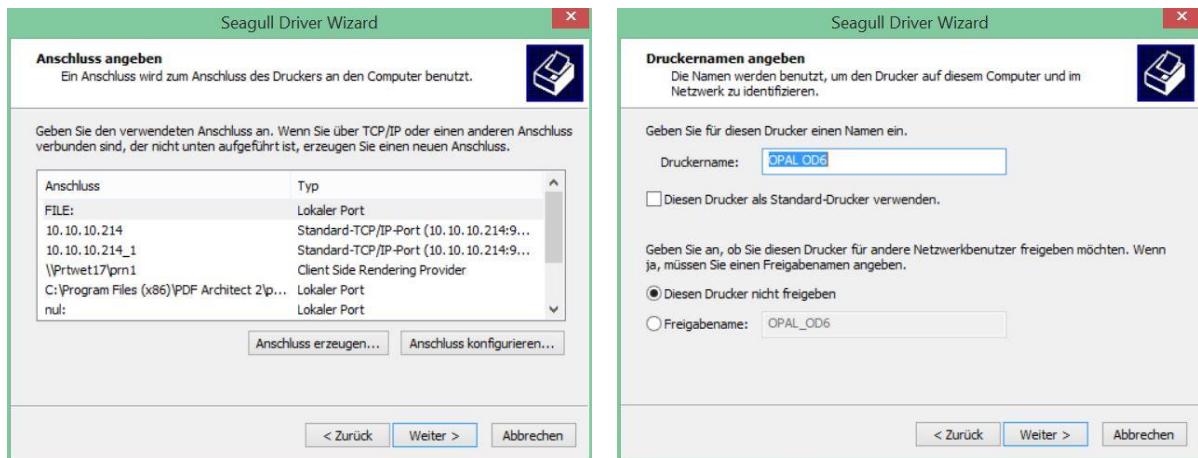 Seagull Driver Wizard
Anschluss angeben
Ein Anschluss wird zum Anschluss des Druckers an den Computer benutzt.
Geben Sie den verwendeten Anschluss an. Wenn Sie über TCP/IP oder einen anderen Anschluss
verbunden sind, der nicht unten aufgeführt ist, erzeugen Sie einen neuen Anschluss.
Anschluss Typ
FILE: Lokaler Port
10.10.10.214 Standard-TCP/IP-Port (10.10.10.214:9...
10.10.10.214_1 Standard-TCP/IP-Port (10.10.10.214:9...
\\Prtwet17\prn1 Client Side Rendering Provider
C:\Program Files (x86)\PDF Architect 2\p... Lokaler Port
nul: Lokaler Port
Anschluss erzeugen... Anschluss konfigurieren...
< Zurück Weiter > Abbrechen
Seagull Driver Wizard
Druckernamen angeben
Die Namen werden benutzt, um den Drucker auf diesem Computer und im
Netzwerk zu identifizieren.
Geben Sie für diesen Drucker einen Namen ein.
Druckername: OPAL OD6
Diesen Drucker als Standard-Drucker verwenden.
Geben Sie an, ob Sie diesen Drucker für andere Netzwerkbenutzer freigeben möchten. Wenn
ja, müssen Sie einen Freigabenamen angeben.
Diesen Drucker nicht freigeben
Freigabename: OPAL_OD6
< Zurück Weiter > Abbrechen